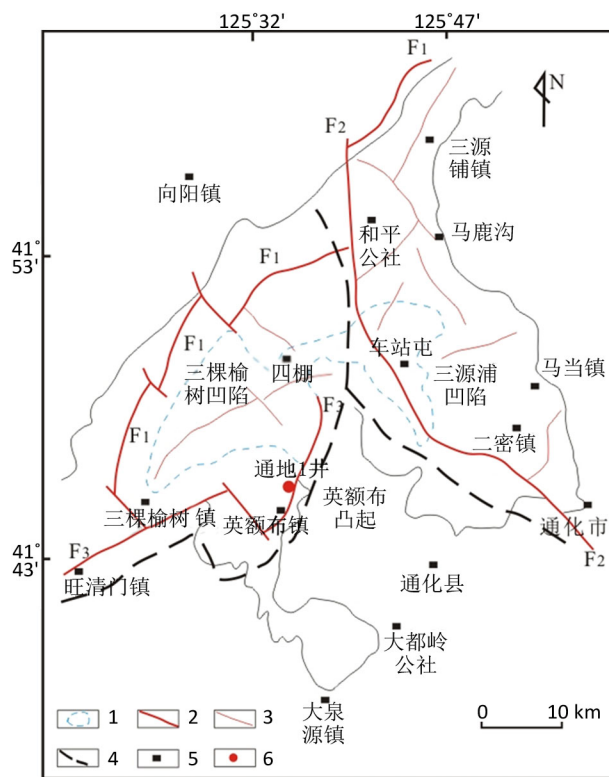 125°32' 125°47'
F1
N
F2
三源
铺镇
向阳镇
和平
公社
马鹿沟
41°
53'
F1
F1
车站屯
马当镇
三棵榆
树凹陷
四棚
三源浦
凹陷
F3
F1
二密镇
通地1井
三棵榆树 镇
英额布镇
英额布
凸起
通化市
41°
43'
F3
F2
旺清门镇
通化县
大都岭
公社
1 2 3
大泉
源镇
0 10 km
4 5 6